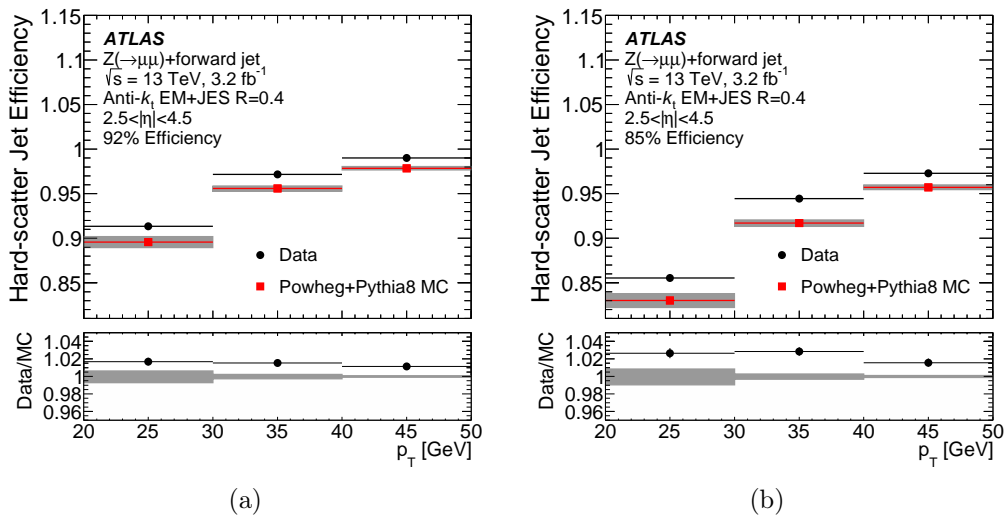 Hard-scatter Jet Efficiency
1.15
1.1
1.05
1
0.95
0.9
0.85
ATLAS
Z(→μμ)+forward jet
√s = 13 TeV, 3.2 fb⁻¹
Anti-kₜ EM+JES R=0.4
2.5<|η|<4.5
92% Efficiency
Data
Powheg+Pythia8 MC
Data/MC
1.04
1.02
1.00
0.98
0.96
20 25 30 35 40 45 50
p_T [GeV]
(a)
Hard-scatter Jet Efficiency
1.15
1.1
1.05
1
0.95
0.9
0.85
ATLAS
Z(→μμ)+forward jet
√s = 13 TeV, 3.2 fb⁻¹
Anti-kₜ EM+JES R=0.4
2.5<|η|<4.5
85% Efficiency
Data
Powheg+Pythia8 MC
Data/MC
1.04
1.02
1.00
0.98
0.96
20 25 30 35 40 45 50
p_T [GeV]
(b)